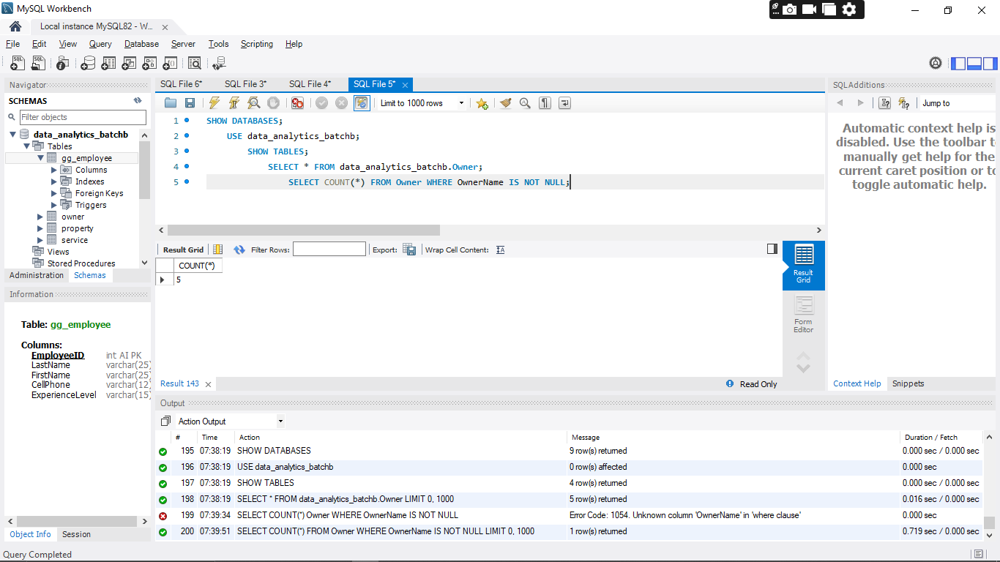 MySQL Workbench
Local instance MySQL82 - W...
File Edit View Query Database Server Tools Scripting Help
Navigator
SCHEMAS
Filter objects
data_analytics_batchb
Tables
gg_employee
Columns
Indexes
Foreign Keys
Triggers
owner
property
service
Views
Stored Procedures
Administration Schemas
Information
Table: gg_employee
Columns:
EmployeeID int AI PK
LastName varchar(25)
FirstName varchar(25)
CellPhone varchar(12)
ExperienceLevel varchar(15)
Object Info Session
SQL File 6* SQL File 3* SQL File 4* SQL File 5*
Limit to 1000 rows
1 SHOW DATABASES;
2 USE data_analytics_batchb;
3 SHOW TABLES;
4 SELECT * FROM data_analytics_batchb.Owner;
5 SELECT COUNT(*) FROM Owner WHERE OwnerName IS NOT NULL;
Result Grid Filter Rows: Export: Wrap Cell Content:
COUNT(*)
5
Result Grid
Form Editor
Result 143 Read Only
SQLAdditions
Jump to
Automatic context help is
disabled. Use the toolbar t
manually get help for the
current caret position or to
toggle automatic help.
Context Help Snippets
Output
Action Output
# Time Action Message Duration / Fetch
195 07:38:19 SHOW DATABASES 9 row(s) returned 0.000 sec / 0.000 sec
196 07:38:19 USE data_analytics_batchb 0 row(s) affected 0.000 sec
197 07:38:19 SHOW TABLES 4 row(s) returned 0.000 sec / 0.000 sec
198 07:38:19 SELECT * FROM data_analytics_batchb.Owner LIMIT 0, 1000 5 row(s) returned 0.016 sec / 0.000 sec
199 07:39:34 SELECT COUNT(*) Owner WHERE OwnerName IS NOT NULL Error Code: 1054. Unknown column 'OwnerName' in 'where clause' 0.000 sec
200 07:39:51 SELECT COUNT(*) FROM Owner WHERE OwnerName IS NOT NULL LIMIT 0, 1000 1 row(s) returned 0.719 sec / 0.000 sec
Query Completed